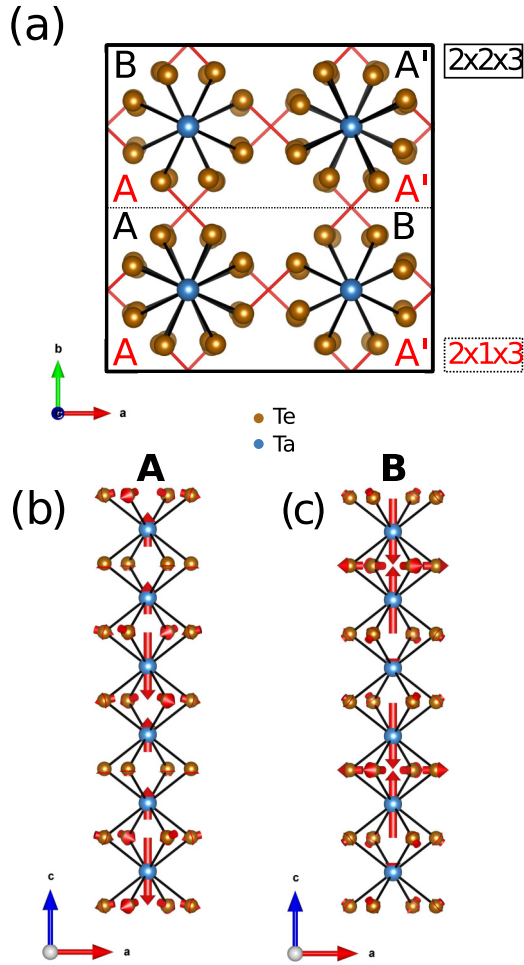 (a)
B A' 2x2x3
A A'
A B
A A' 2x1x3
b
c a
Te
Ta
A B
(b) (c)
c c
a a